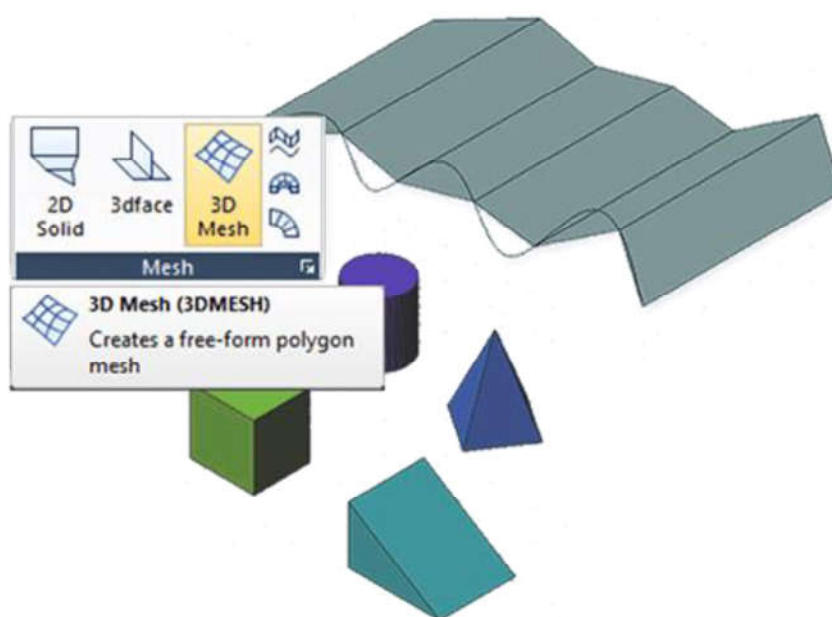 2D
Solid
3dface
3D
Mesh
Mesh
3D Mesh (3DMESH)
Creates a free-form polygon
mesh